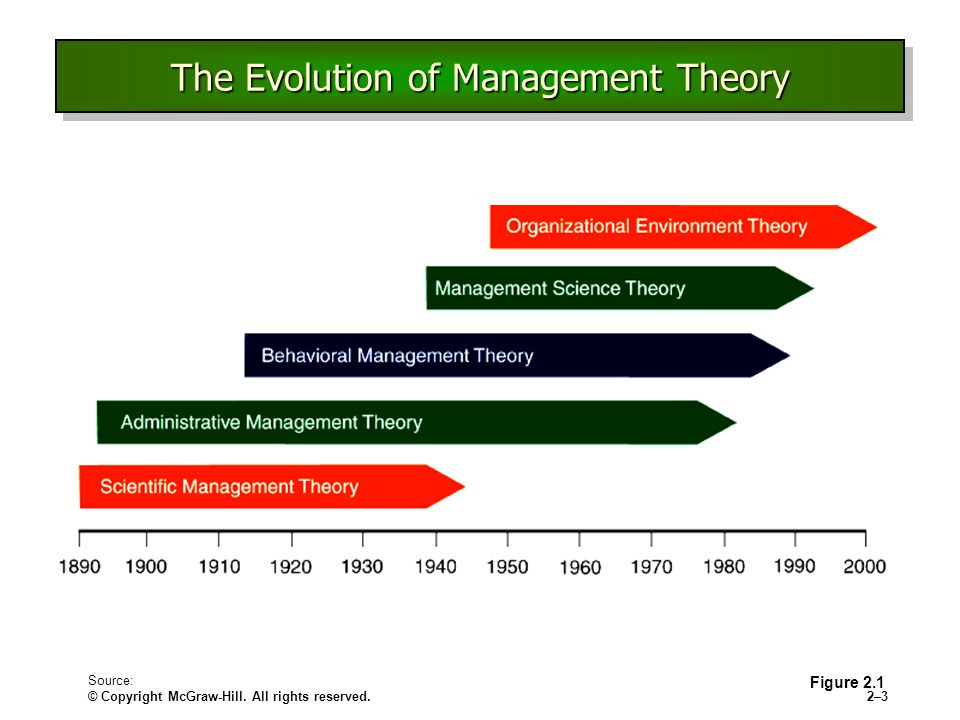 The Evolution of Management Theory
Organizational Environment Theory
Management Science Theory
Behavioral Management Theory
Administrative Management Theory
Scientific Management Theory
1890 1900 1910 1920 1930 1940 1950 1960 1970 1980 1990 2000
Source:
Figure 2.1
© Copyright McGraw-Hill. All rights reserved. 2–3